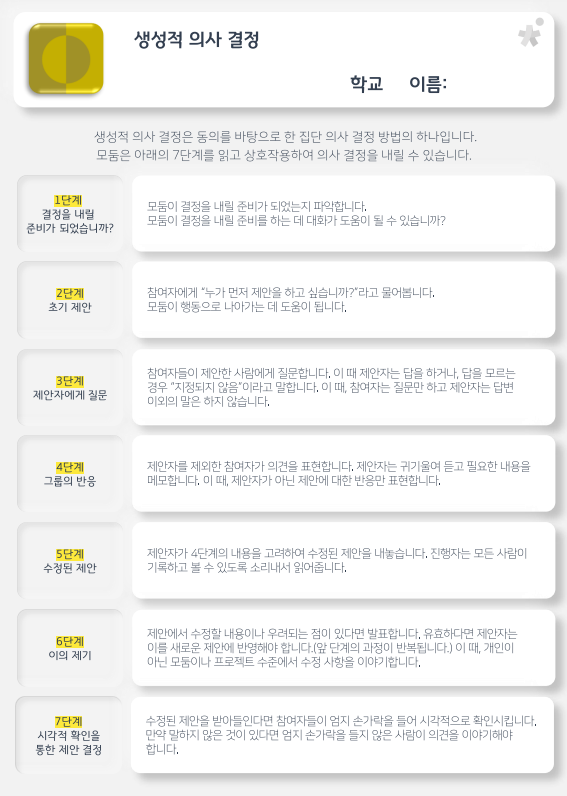 생성적 의사 결정
학교 이름:
생성적 의사 결정은 동의를 바탕으로 한 집단 의사 결정 방법의 하나입니다.
모둠은 아래의 7단계를 읽고 상호작용하여 의사 결정을 내릴 수 있습니다.
1단계
결정을 내릴
준비가 되었습니까?
모둠이 결정을 내릴 준비가 되었는지 파악합니다.
모둠이 결정을 내릴 준비를 하는 데 대화가 도움이 될 수 있습니까?
2단계
초기 제안
참여자에게 “누가 먼저 제안을 하고 싶습니까?”라고 물어봅니다.
모둠이 행동으로 나아가는 데 도움이 됩니다.
3단계
제안자에게 질문
참여자들이 제안한 사람에게 질문합니다. 이 때 제안자는 답을 하거나, 답을 모르는
경우 “지정되지 않음”이라고 말합니다. 이 때, 참여자는 질문만 하고 제안자는 답변
이외의 말은 하지 않습니다.
4단계
그룹의 반응
제안자를 제외한 참여자가 의견을 표현합니다. 제안자는 귀기울여 듣고 필요한 내용을
메모합니다. 이 때, 제안자가 아닌 제안에 대한 반응만 표현합니다.
5단계
수정된 제안
제안자가 4단계의 내용을 고려하여 수정된 제안을 내놓습니다. 진행자는 모든 사람이
기록하고 볼 수 있도록 소리내서 읽어줍니다.
6단계
이의 제기
제안에서 수정할 내용이나 우려되는 점이 있다면 발표합니다. 유효하다면 제안자는
이를 새로운 제안에 반영해야 합니다.(앞 단계의 과정이 반복됩니다.) 이 때, 개인이
아닌 모둠이나 프로젝트 수준에서 수정 사항을 이야기합니다.
7단계
시각적 확인을
통한 제안 결정
수정된 제안을 받아들인다면 참여자들이 엄지 손가락을 들어 시각적으로 확인시킵니다.
만약 말하지 않은 것이 있다면 엄지 손가락을 들지 않은 사람이 의견을 이야기해야
합니다.